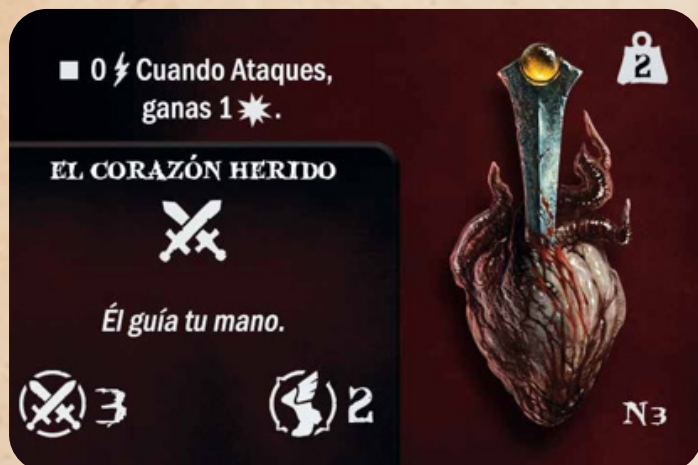 0 Cuando Ataques,
ganas 1.
2
EL CORAZÓN HERIDO
Él guía tu mano.
3
2
N3